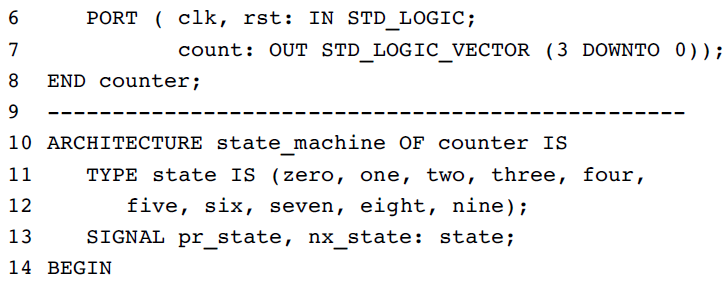 6 PORT ( clk, rst: IN STD_LOGIC;
7 count: OUT STD_LOGIC_VECTOR (3 DOWNTO 0));
8 END counter;
9 -------------------------------------------------
10 ARCHITECTURE state_machine OF counter IS
11 TYPE state IS (zero, one, two, three, four,
12 five, six, seven, eight, nine);
13 SIGNAL pr_state, nx_state: state;
14 BEGIN